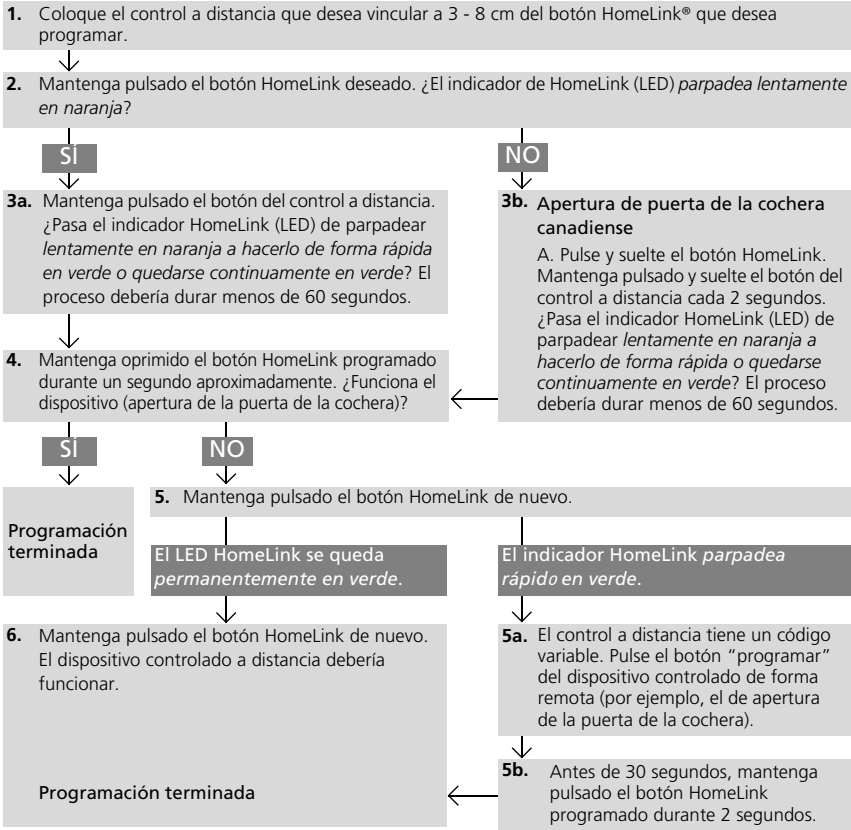 1. Coloque el control a distancia que desea vincular a 3 - 8 cm del botón HomeLink® que desea
programar.
2. Mantenga pulsado el botón HomeLink deseado. ¿El indicador de HomeLink (LED) parpadea lentamente
en naranja?
SÍ
NO
3a. Mantenga pulsado el botón del control a distancia.
¿Pasa el indicador HomeLink (LED) de parpadear
lentamente en naranja a hacerlo de forma rápida
en verde o quedarse continuamente en verde? El
proceso debería durar menos de 60 segundos.
3b. Apertura de puerta de la cochera
canadiense
A. Pulse y suelte el botón HomeLink.
Mantenga pulsado y suelte el botón del
control a distancia cada 2 segundos.
¿Pasa el indicador HomeLink (LED) de
parpadear lentamente en naranja a
hacerlo de forma rápida o quedarse
continuamente en verde? El proceso
debería durar menos de 60 segundos.
4. Mantenga oprimido el botón HomeLink programado
durante un segundo aproximadamente. ¿Funciona el
dispositivo (apertura de la puerta de la cochera)?
SÍ
NO
Programación
terminada
5. Mantenga pulsado el botón HomeLink de nuevo.
El LED HomeLink se queda
permanentemente en verde.
El indicador HomeLink parpadea
rápido en verde.
6. Mantenga pulsado el botón HomeLink de nuevo.
El dispositivo controlado a distancia debería
funcionar.
Programación terminada
5a. El control a distancia tiene un código
variable. Pulse el botón “programar”
del dispositivo controlado de forma
remota (por ejemplo, el de apertura
de la puerta de la cochera).
5b. Antes de 30 segundos, mantenga
pulsado el botón HomeLink
programado durante 2 segundos.